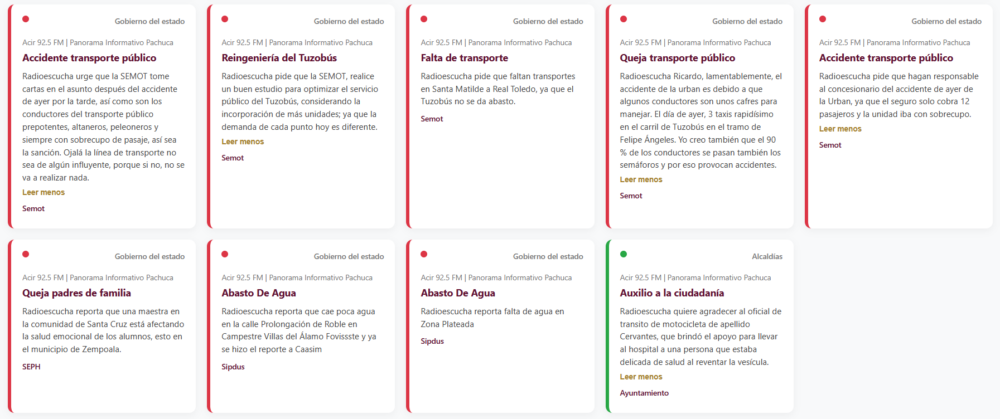 Gobierno del estado
Acir 92.5 FM | Panorama Informativo Pachuca
Accidente transporte público
Radioescucha urge que la SEMOT tome
cartas en el asunto después del accidente
de ayer por la tarde, así como son los
conductores del transporte público
prepotentes, altaneros, peleoneros y
siempre con sobrecupo de pasaje, así sea
la sanción. Ojalá la línea de transporte no
sea de algún influyente, porque si no, no se
va a realizar nada.
Leer menos
Semot
Gobierno del estado
Acir 92.5 FM | Panorama Informativo Pachuca
Reingeniería del Tuzobús
Radioescucha pide que la SEMOT, realice
un buen estudio para optimizar el servicio
público del Tuzobús, considerando la
incorporación de más unidades; ya que la
demanda de cada punto hoy es diferente.
Leer menos
Semot
Gobierno del estado
Acir 92.5 FM | Panorama Informativo Pachuca
Falta de transporte
Radioescucha pide que faltan transportes
en Santa Matilde a Real Toledo, ya que el
Tuzobús no se da abasto.
Semot
Gobierno del estado
Acir 92.5 FM | Panorama Informativo Pachuca
Queja transporte público
Radioescucha Ricardo, lamentablemente, el
accidente de la urban es debido a que
algunos conductores son unos cafres para
manejar. El día de ayer, 3 taxis rapidísimo
en el carril de Tuzobús en el tramo de
Felipe Ángeles. Yo creo también que el 90
% de los conductores se pasan también los
semáforos y por eso provocan accidentes.
Leer menos
Semot
Gobierno del estado
Acir 92.5 FM | Panorama Informativo Pachuca
Accidente transporte público
Radioescucha pide que hagan responsable
al concesionario del accidente de ayer de
la Urban, ya que el seguro solo cobra 12
pasajeros y la unidad iba con sobrecupo.
Leer menos
Semot
Gobierno del estado
Acir 92.5 FM | Panorama Informativo Pachuca
Queja padres de familia
Radioescucha reporta que una maestra en
la comunidad de Santa Cruz está afectando
la salud emocional de los alumnos, esto en
el municipio de Zempoala.
SEPH
Gobierno del estado
Acir 92.5 FM | Panorama Informativo Pachuca
Abasto De Agua
Radioescucha reporta que cae poca agua
en la calle Prolongación de Roble en
Campestre Villas del Álamo Fovissste y ya
se hizo el reporte a Caasim
Sipdus
Gobierno del estado
Acir 92.5 FM | Panorama Informativo Pachuca
Abasto De Agua
Radioescucha reporta falta de agua en
Zona Plateada
Sipdus
Alcaldías
Acir 92.5 FM | Panorama Informativo Pachuca
Auxilio a la ciudadanía
Radioescucha quiere agradecer al oficial de
transito de motocicleta de apellido
Cervantes, que brindó el apoyo para llevar
al hospital a una persona que estaba
delicada de salud al reventar la vesícula.
Leer menos
Ayuntamiento